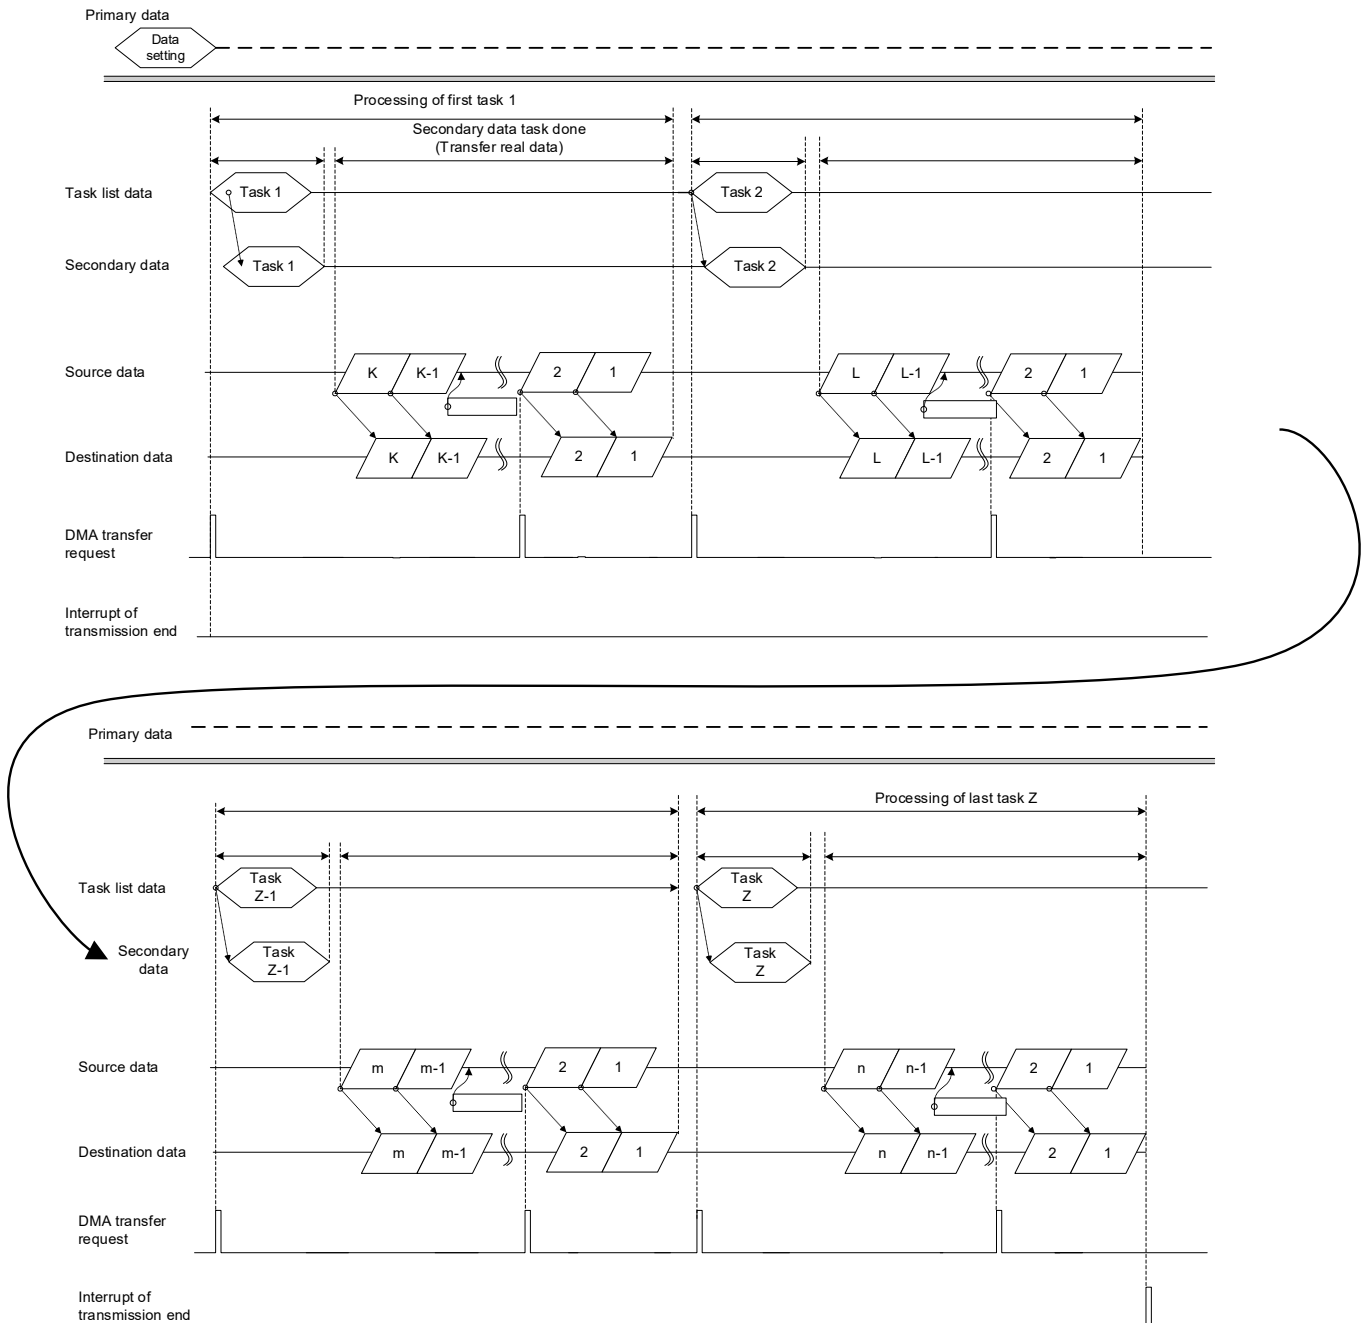 Primary data
Data
setting
Processing of first task 1
Secondary data task done
(Transfer real data)
Task list data
Task 1
Task 2
Secondary data
Task 1
Task 2
Source data
K
K-1
2
1
L
L-1
2
1
Destination data
K
K-1
2
1
L
L-1
2
1
DMA transfer
request
Interrupt of
transmission end
Primary data
Processing of last task Z
Task list data
Task
Z-1
Task
Z
Secondary
data
Task
Z-1
Task
Z
Source data
m
m-1
2
1
n
n-1
2
1
Destination data
m
m-1
2
1
n
n-1
2
1
DMA transfer
request
Interrupt of
transmission end